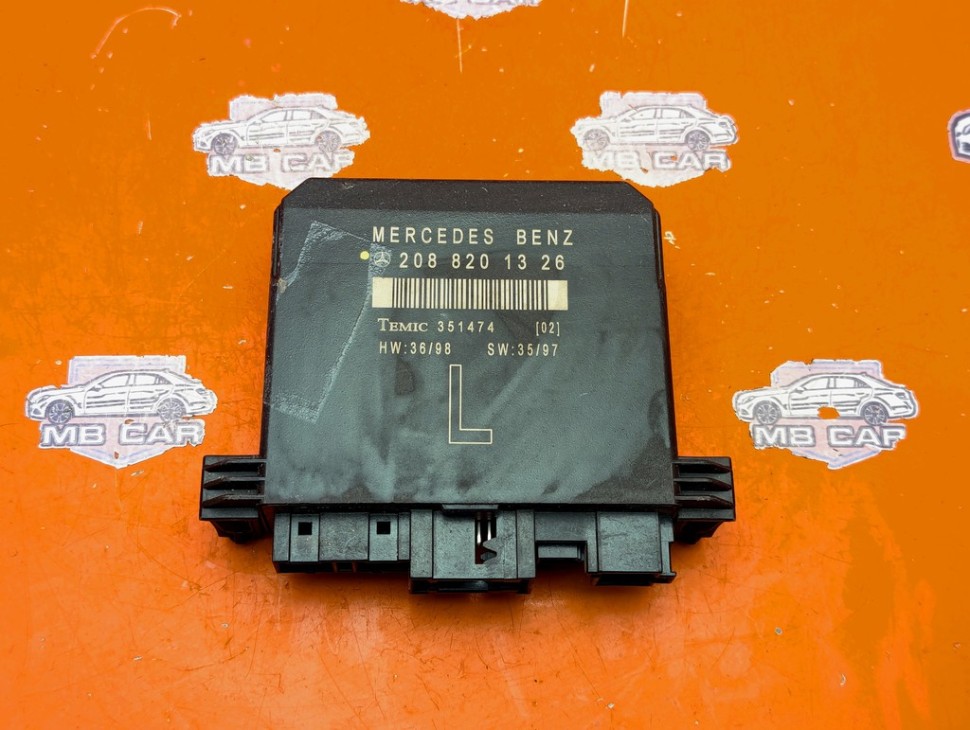 MB CAR
MB CAR
MERCEDES BENZ
208 820 13 26
TEMIC 351474 [02]
HW:36/98 SW:35/97
L
MB CAR
MB CAR